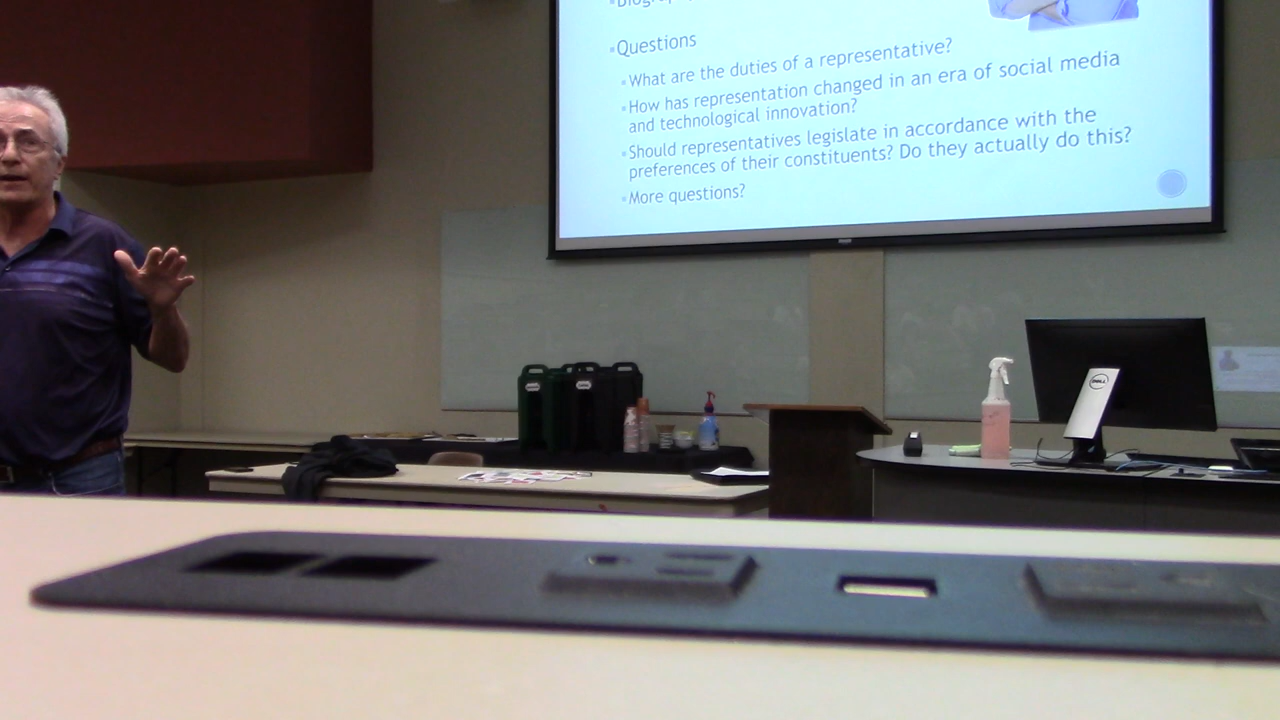 Questions
What are the duties of a representative?
How has representation changed in an era of social media
and technological innovation?
Should representatives legislate in accordance with the
preferences of their constituents? Do they actually do this?
More questions?
DELL